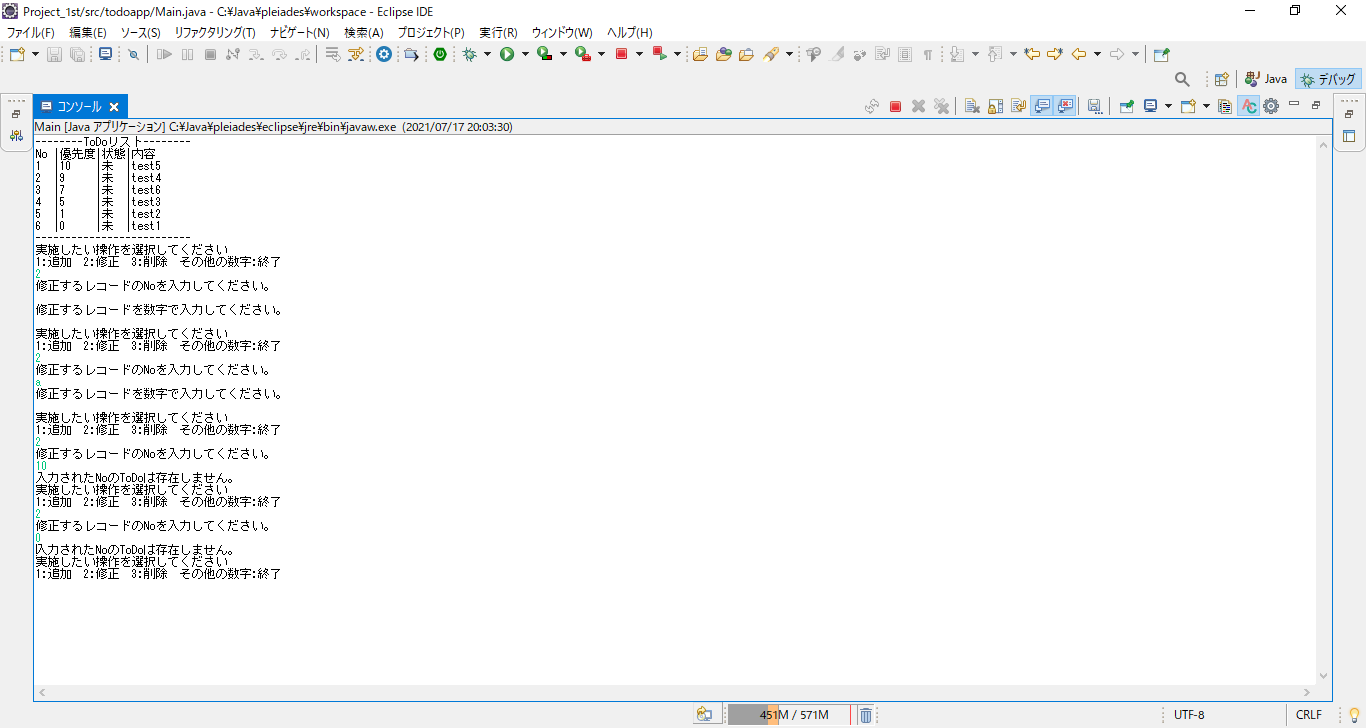 Project_1st/src/todoapp/Main.java - C:¥Java¥pleiades¥workspace - Eclipse IDE
ファイル(F) 編集(E) ソース(S) リファクタリング(T) ナビゲート(N) 検索(A) プロジェクト(P) 実行(R) ウィンドウ(W) ヘルプ(H)
Java デバッグ
コンソール
Main [Java アプリケーション] C:¥Java¥pleiades¥eclipse¥jre¥bin¥javaw.exe (2021/07/17 20:03:30)
--------ToDoリスト--------
No |優先度|状態|内容
1 |10 |未 |test5
2 |9 |未 |test4
3 |7 |未 |test6
4 |5 |未 |test3
5 |1 |未 |test2
6 |0 |未 |test1
--------------------------
実施したい操作を選択してください
1:追加 2:修正 3:削除 その他の数字:終了
2
修正するレコードのNoを入力してください。
修正するレコードを数字で入力してください。
実施したい操作を選択してください
1:追加 2:修正 3:削除 その他の数字:終了
2
修正するレコードのNoを入力してください。
a
修正するレコードを数字で入力してください。
実施したい操作を選択してください
1:追加 2:修正 3:削除 その他の数字:終了
2
修正するレコードのNoを入力してください。
10
入力されたNoのToDoは存在しません。
実施したい操作を選択してください
1:追加 2:修正 3:削除 その他の数字:終了
2
修正するレコードのNoを入力してください。
0
入力されたNoのToDoは存在しません。
実施したい操作を選択してください
1:追加 2:修正 3:削除 その他の数字:終了
451M / 571M UTF-8 CRLF